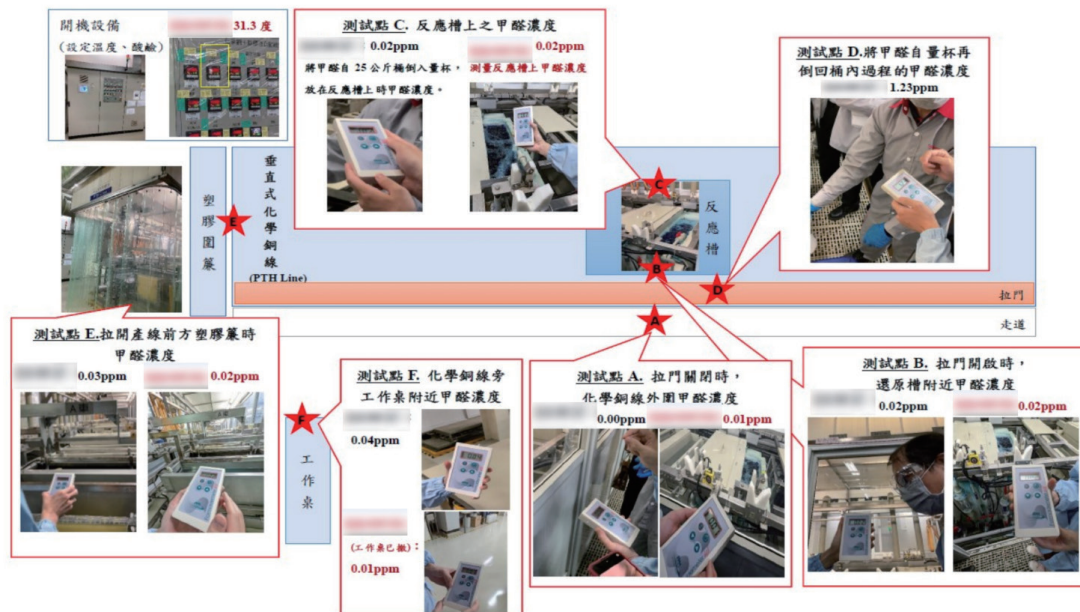 開機設備
(設定溫度、酸鹼)
31.3 度
測試點 C. 反應槽上之甲醛濃度
0.02ppm
將甲醛自 25 公斤桶倒入量杯，
放在反應槽上時甲醛濃度。
0.02ppm
測量反應槽上甲醛濃度
測試點 D.將甲醛自量杯再
倒回桶內過程的甲醛濃度
1.23ppm
塑膠圍簾
E
垂直式化學銅線
(PTH Line)
C
反應槽
B
D
拉門
A
走道
測試點 E.拉開產線前方塑膠簾時
甲醛濃度
0.03ppm
0.02ppm
F
工作桌
測試點 F. 化學銅線旁
工作桌附近甲醛濃度
0.04ppm
(工作桌已撤)：
0.01ppm
測試點 A. 拉門關閉時，
化學銅線外圍甲醛濃度
0.00ppm
0.01ppm
測試點 B. 拉門開啟時，
還原槽附近甲醛濃度
0.02ppm
0.02ppm